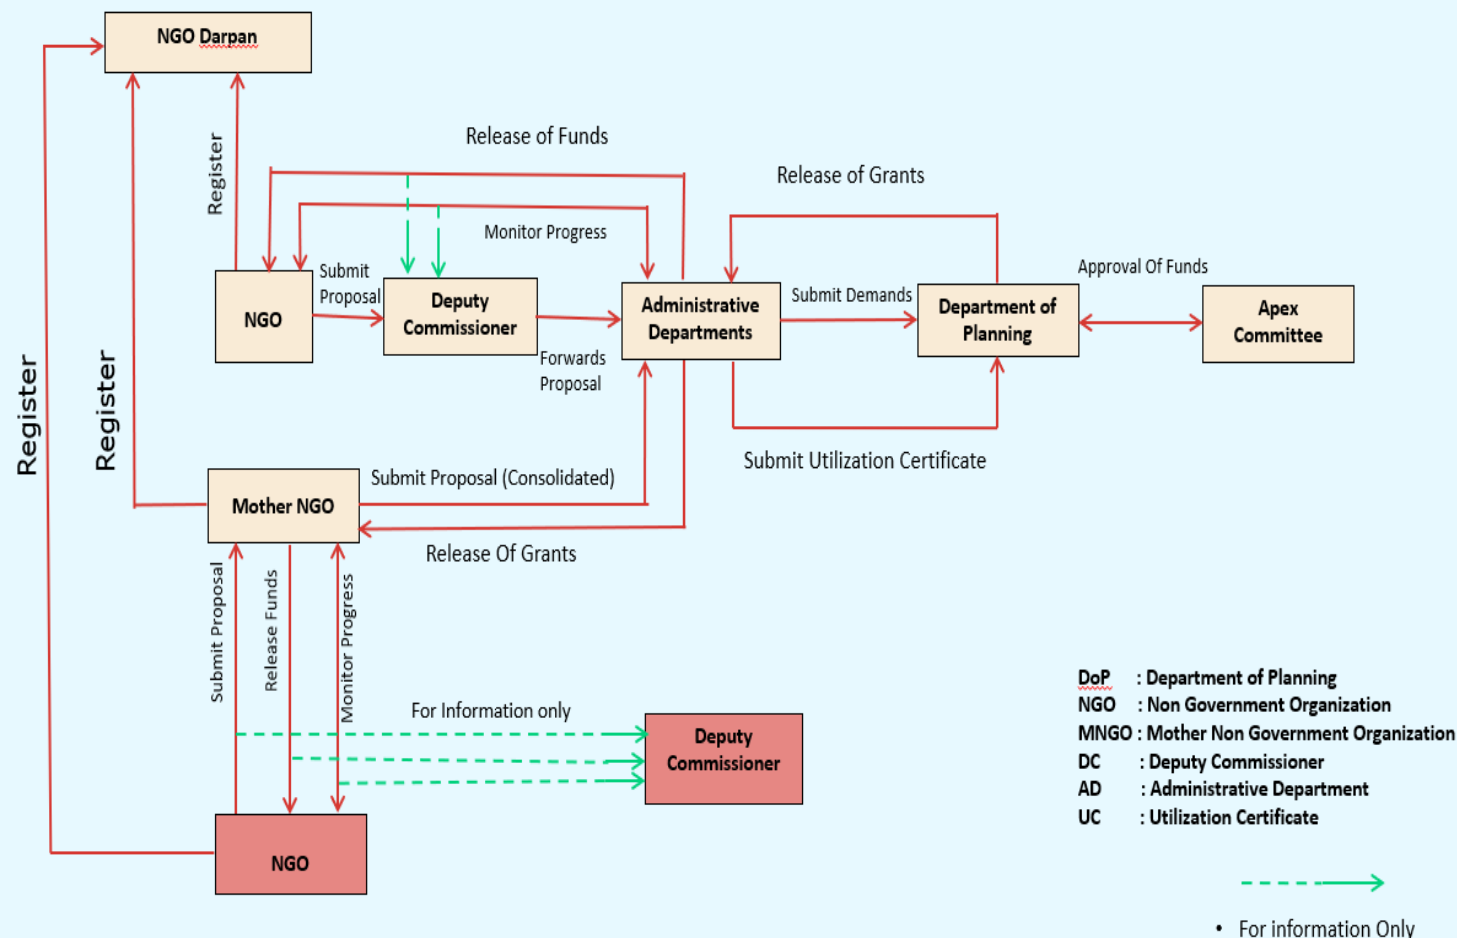 NGO Darpan
Release of Funds
Register
Release of Grants
Monitor Progress
Approval Of Funds
Submit
Proposal
NGO
Deputy
Commissioner
Forwards
Proposal
Administrative
Departments
Submit Demands
Department of
Planning
Apex
Committee
Register
Register
Submit Utilization Certificate
Mother NGO
Submit Proposal (Consolidated)
Release Of Grants
Submit Proposal
Release Funds
Monitor Progress
For Information only
Deputy
Commissioner
NGO
DoP : Department of Planning
NGO : Non Government Organization
MNGO : Mother Non Government Organization
DC : Deputy Commissioner
AD : Administrative Department
UC : Utilization Certificate
• For information Only